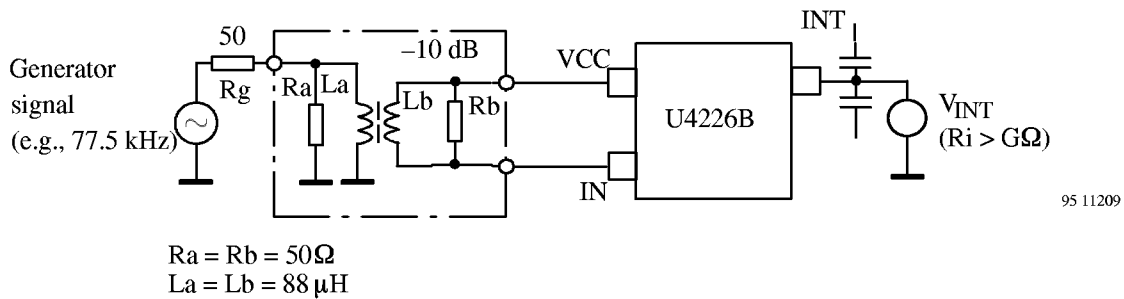 Generator
signal
(e.g., 77.5 kHz)
50
Rg
–10 dB
Ra
La
Lb
Rb
VCC
IN
U4226B
INT
VINT
(Ri > GΩ)
95 11209
Ra = Rb = 50Ω
La = Lb = 88 µH